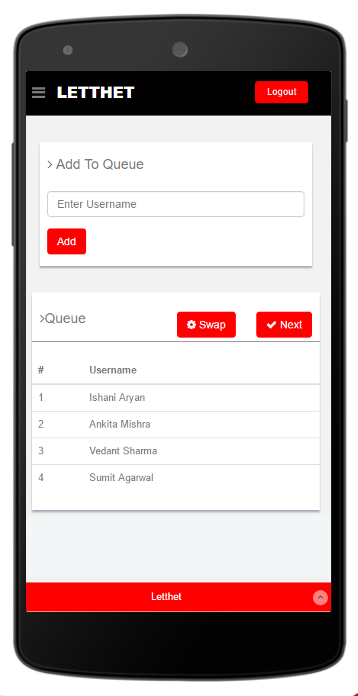 LETTHET Logout
> Add To Queue
Enter Username
Add
>Queue Swap Next
# Username
1 Ishani Aryan
2 Ankita Mishra
3 Vedant Sharma
4 Sumit Agarwal
Letthet